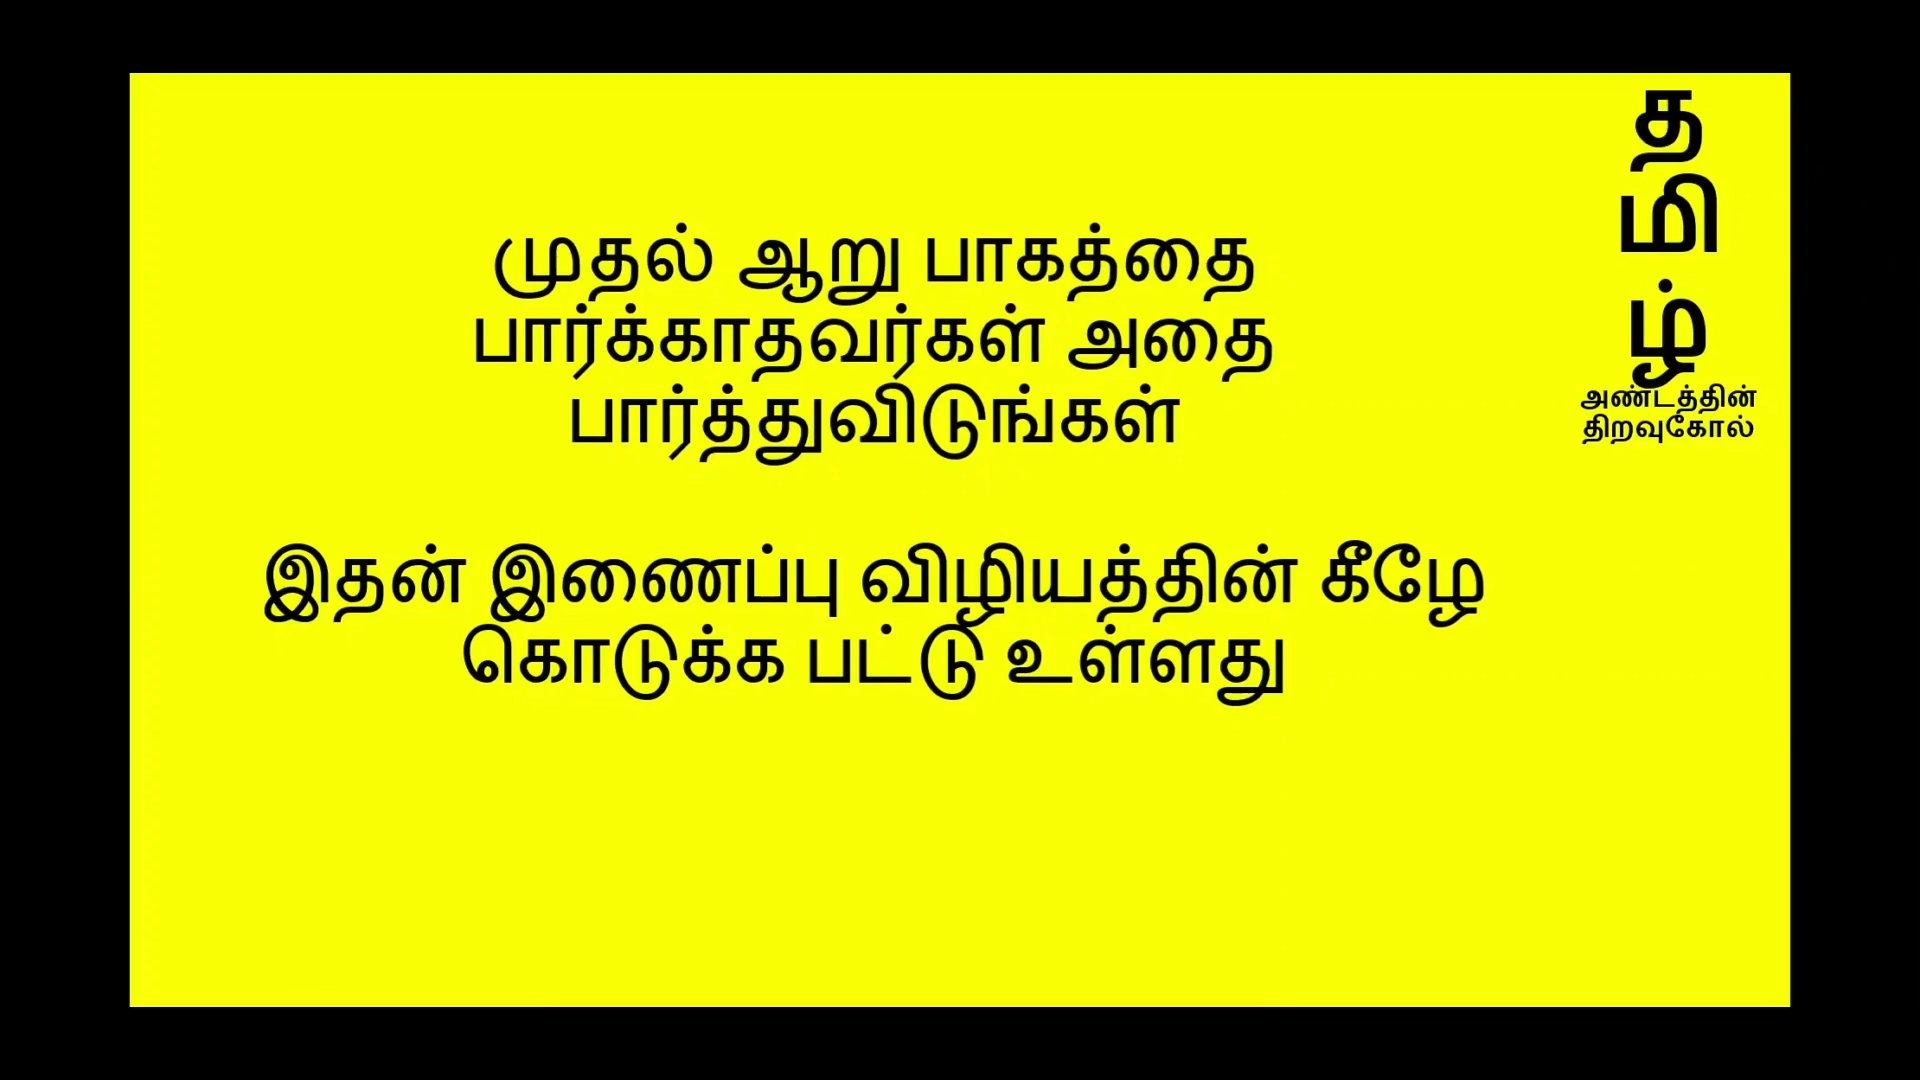 முதல் ஆறு பாகத்தை
பார்க்காதவர்கள் அதை
பார்த்துவிடுங்கள்
இதன் இணைப்பு விழியத்தின் கீழே
கொடுக்க பட்டு உள்ளது
த
மி
ழ்
அண்டத்தின்
திறவுகோல்